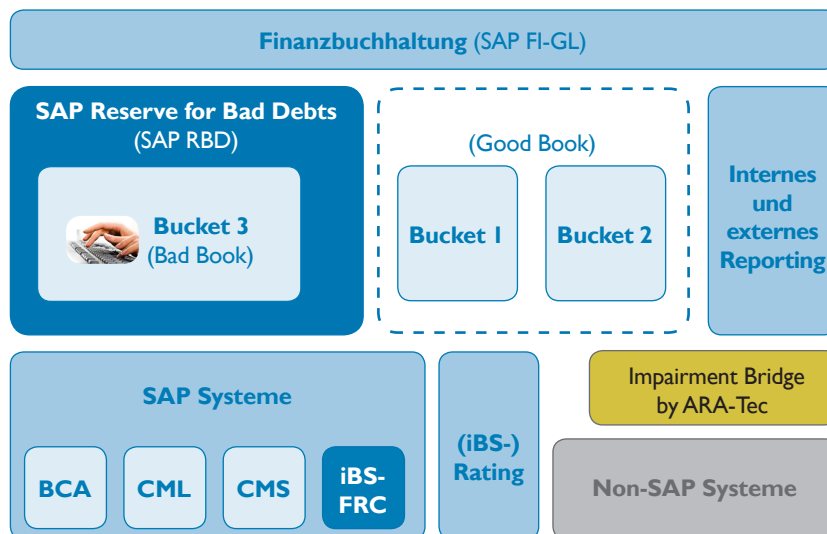 Finanzbuchhaltung (SAP FI-GL)
SAP Reserve for Bad Debts
(SAP RBD)
Bucket 3
(Bad Book)
(Good Book)
Bucket 1
Bucket 2
Internes
und
externes
Reporting
SAP Systeme
BCA
CML
CMS
iBS-
FRC
(iBS-)
Rating
Impairment Bridge
by ARA-Tec
Non-SAP Systeme